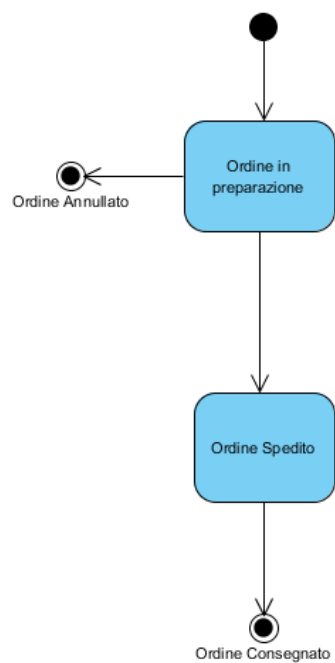 Ordine in
preparazione
Ordine Annullato
Ordine Spedito
Ordine Consegnato